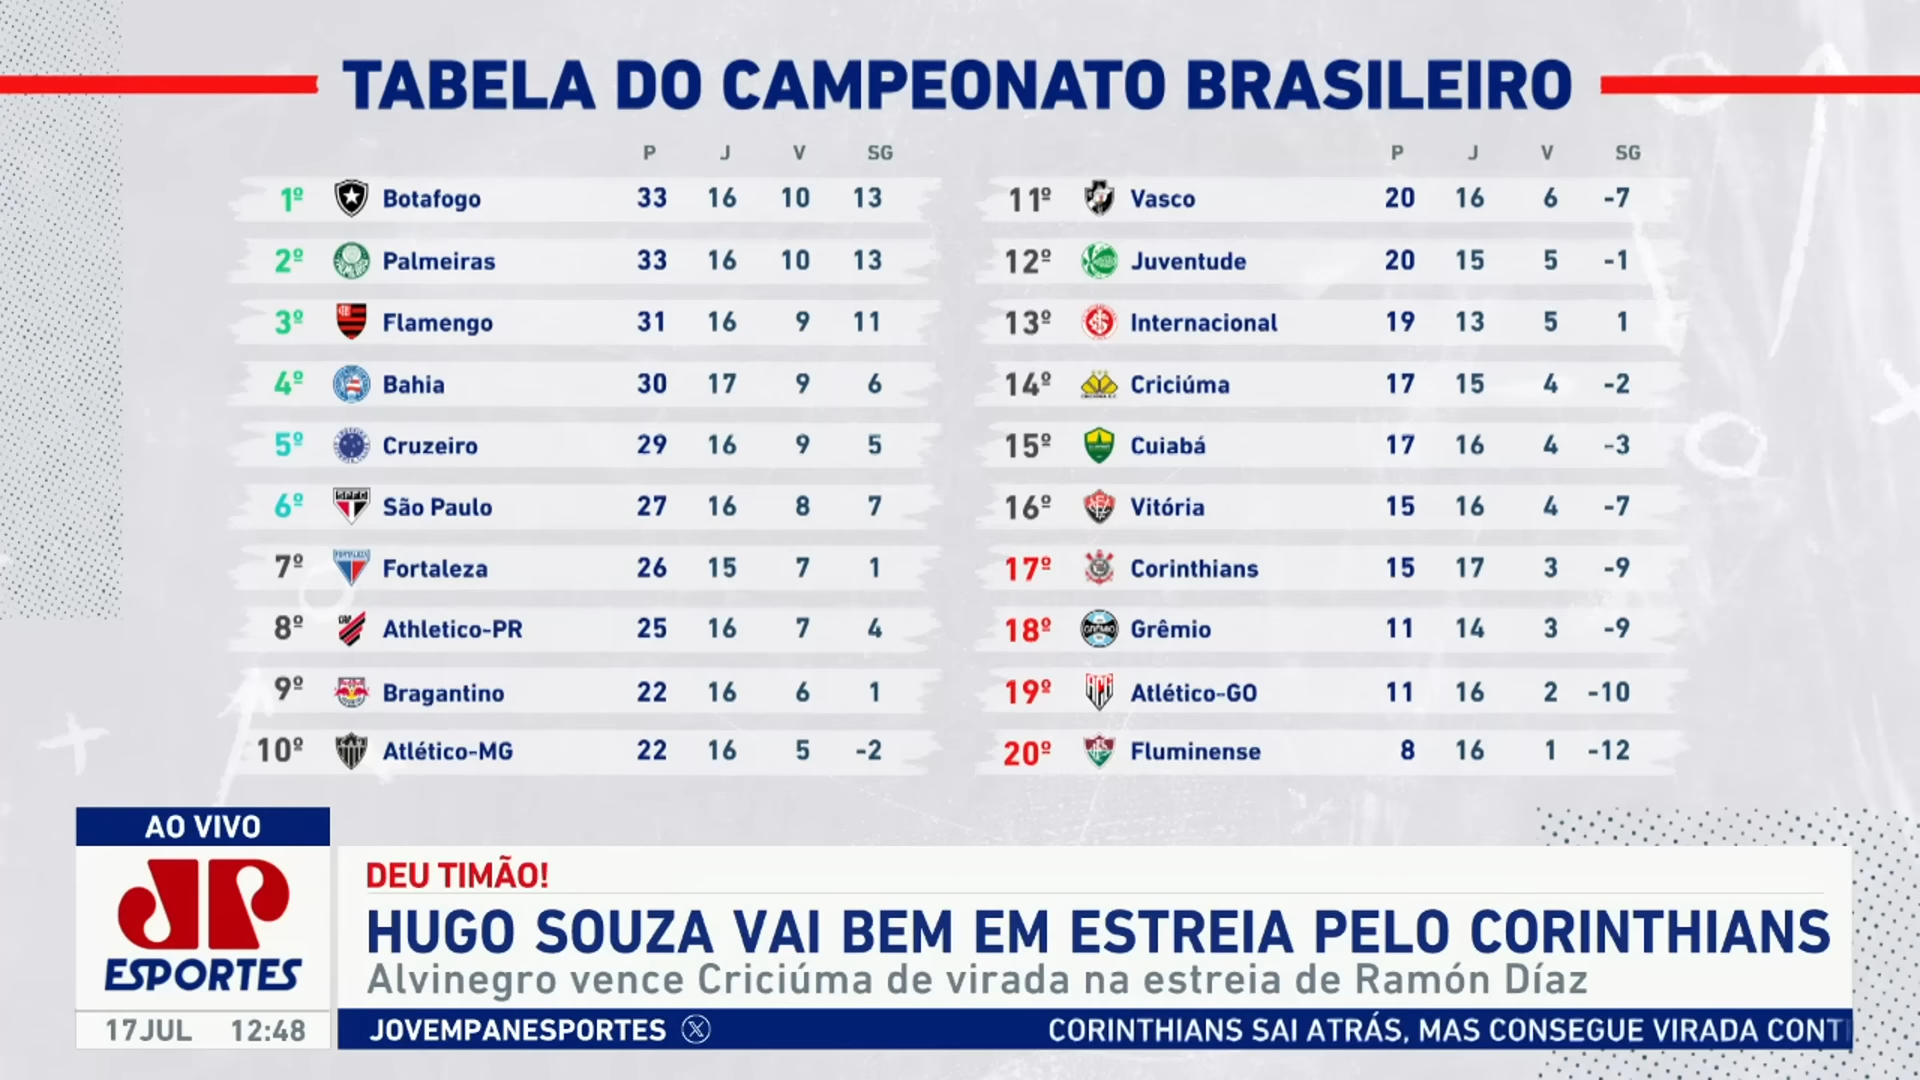 TABELA DO CAMPEONATO BRASILEIRO
P J V SG
1º Botafogo 33 16 10 13
2º Palmeiras 33 16 10 13
3º Flamengo 31 16 9 11
4º Bahia 30 17 9 6
5º Cruzeiro 29 16 9 5
6º São Paulo 27 16 8 7
7º Fortaleza 26 15 7 1
8º Athletico-PR 25 16 7 4
9º Bragantino 22 16 6 1
10º Atlético-MG 22 16 5 -2
P J V SG
11º Vasco 20 16 6 -7
12º Juventude 20 15 5 -1
13º Internacional 19 13 5 1
14º Criciúma 17 15 4 -2
15º Cuiabá 17 16 4 -3
16º Vitória 15 16 4 -7
17º Corinthians 15 17 3 -9
18º Grêmio 11 14 3 -9
19º Atlético-GO 11 16 2 -10
20º Fluminense 8 16 1 -12
AO VIVO
JP
ESPORTES
17JUL 12:48
DEU TIMÃO!
HUGO SOUZA VAI BEM EM ESTREIA PELO CORINTHIANS
Alvinegro vence Criciúma de virada na estreia de Ramón Díaz
JOVEMPANESPORTES X
CORINTHIANS SAI ATRÁS, MAS CONSEGUE VIRADA CONT